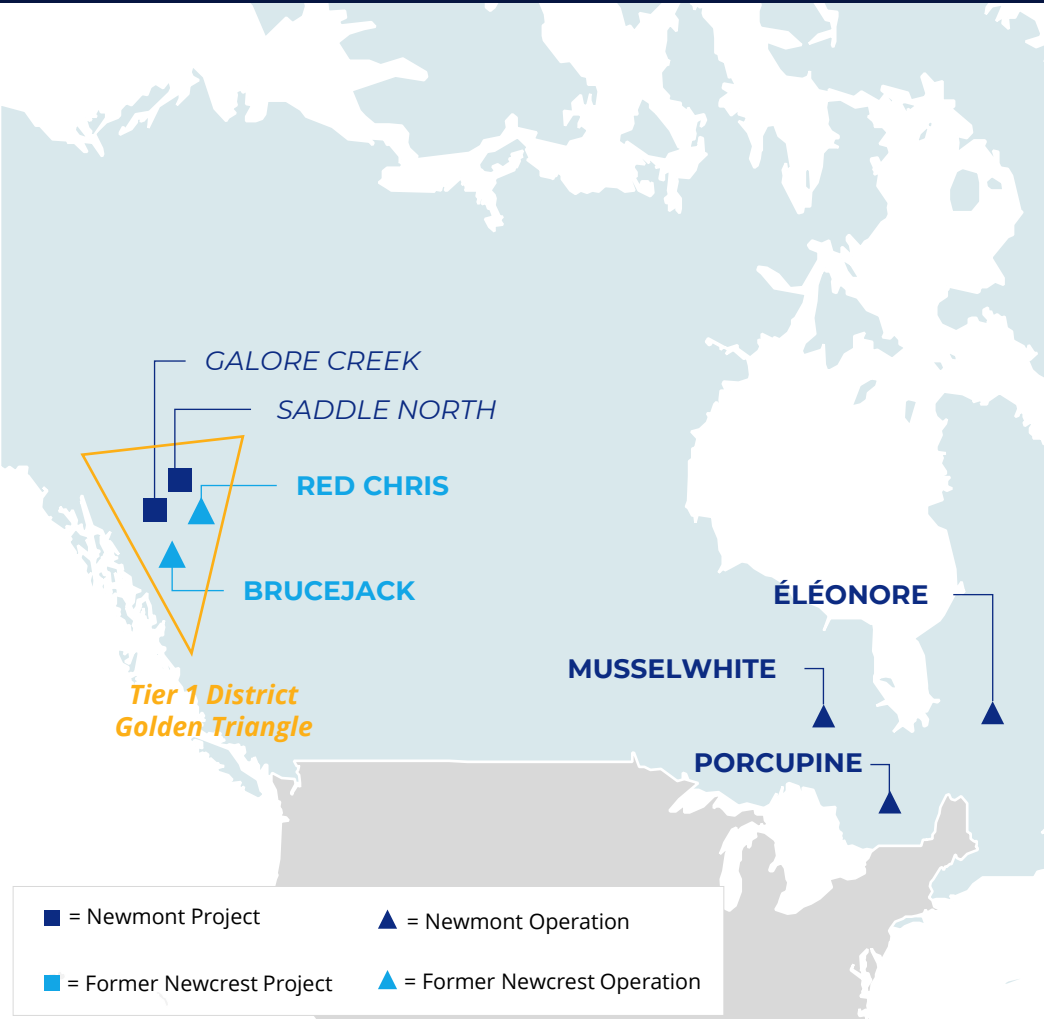 GALORE CREEK
SADDLE NORTH
RED CHRIS
BRUCEJACK
ÉLÉONORE
MUSSELWHITE
Tier 1 District
Golden Triangle
PORCUPINE
= Newmont Project
= Newmont Operation
= Former Newcrest Project
= Former Newcrest Operation